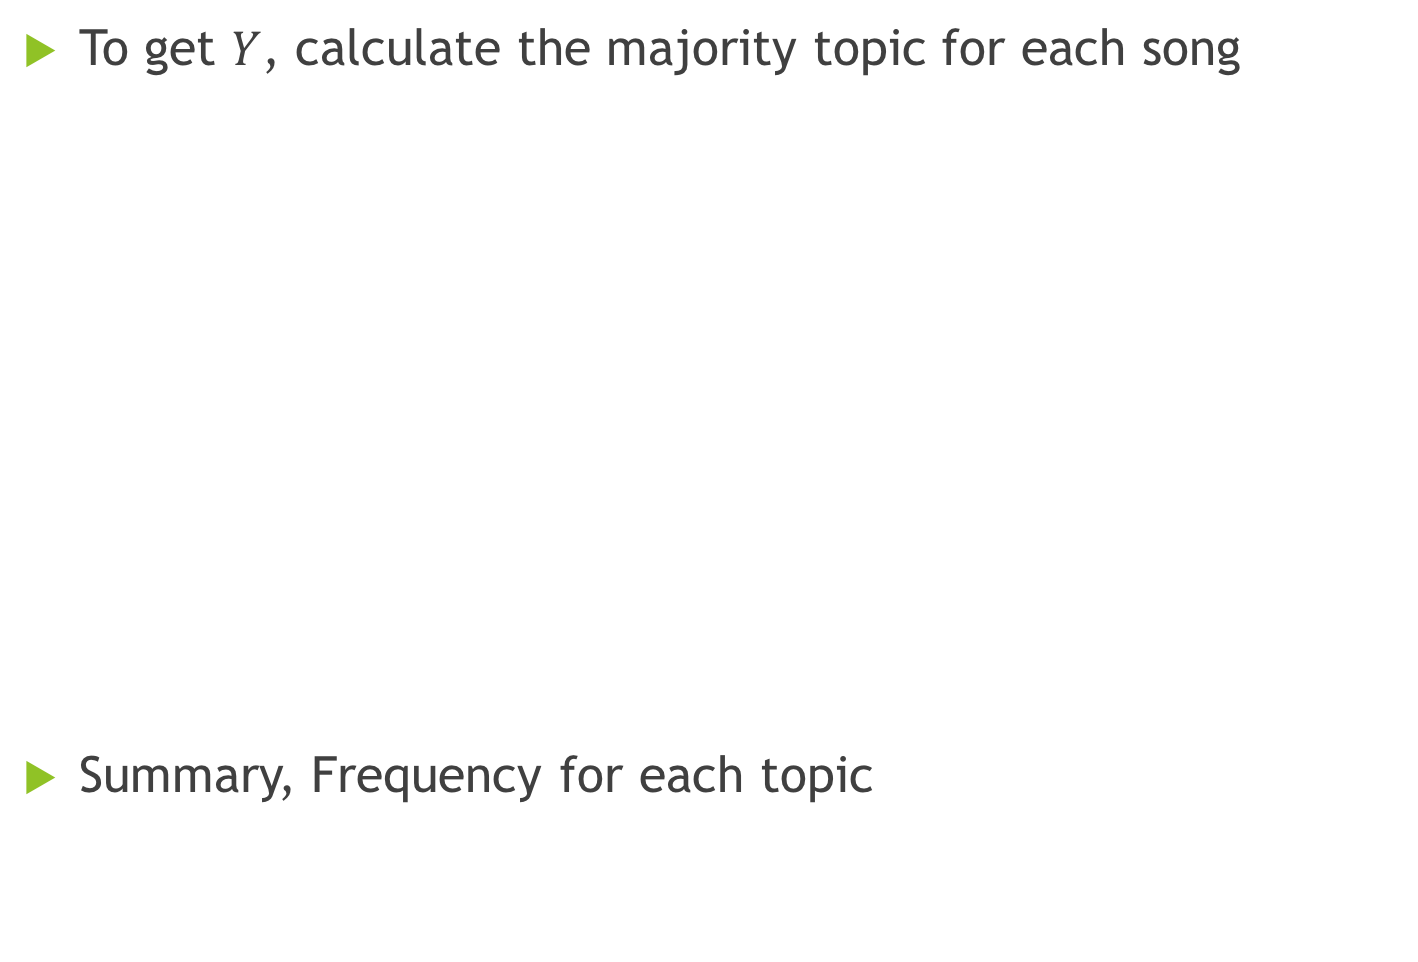 To get Y, calculate the majority topic for each song
Summary, Frequency for each topic